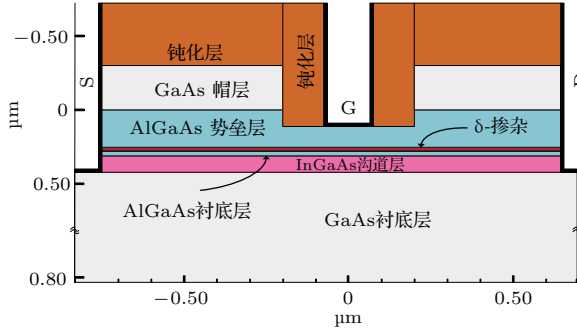 −0.50
钝化层
钝化层
S
GaAs 帽层
G
µm
0
AlGaAs 势垒层
δ-掺杂
InGaAs沟道层
0.50
AlGaAs衬底层
GaAs衬底层
0.80
−0.50
0
0.50
µm